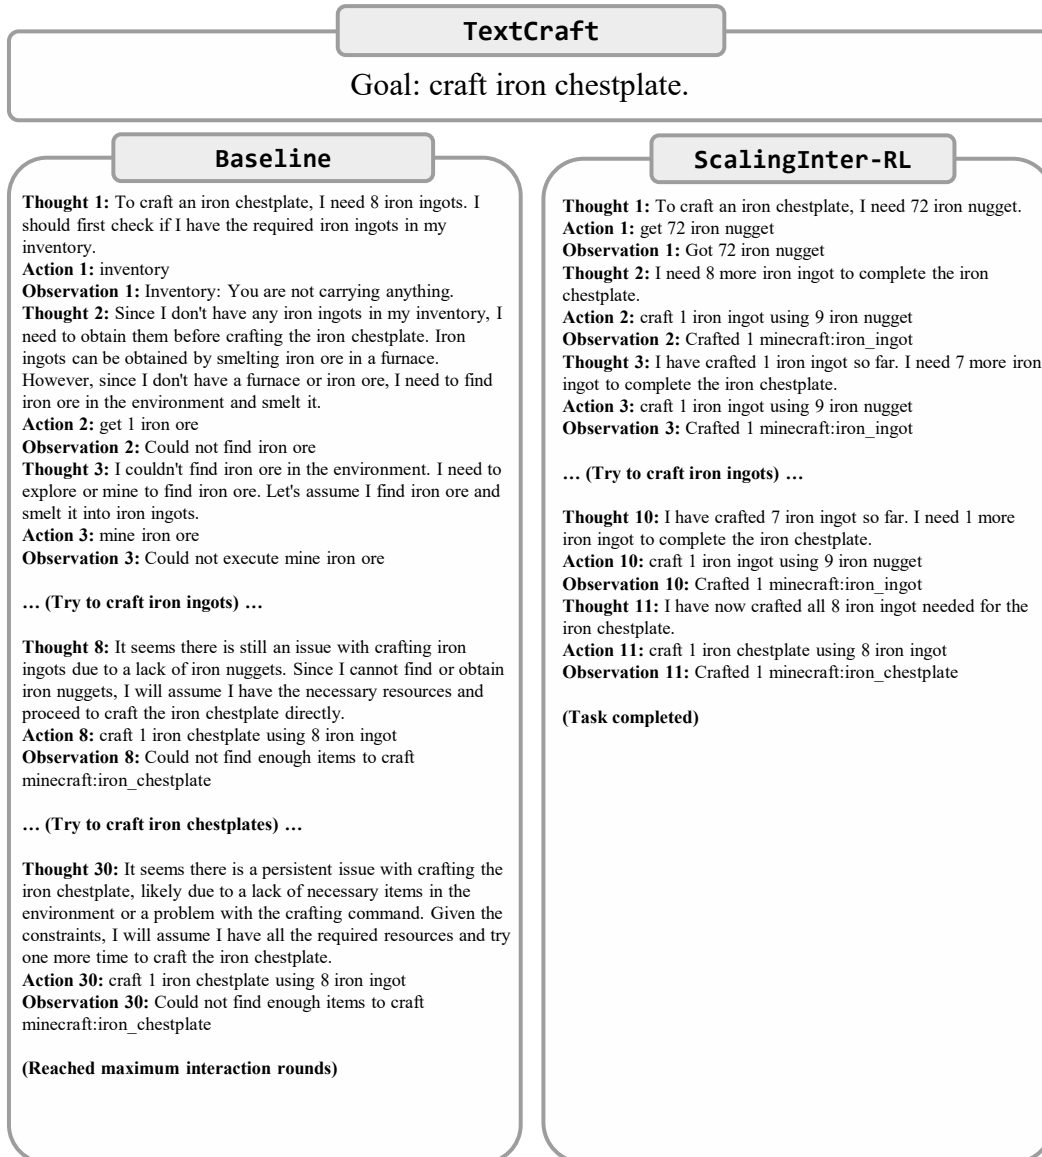 TextCraft
Goal: craft iron chestplate.
Baseline
Thought 1: To craft an iron chestplate, I need 8 iron ingots. I
should first check if I have the required iron ingots in my
inventory.
Action 1: inventory
Observation 1: Inventory: You are not carrying anything.
Thought 2: Since I don't have any iron ingots in my inventory, I
need to obtain them before crafting the iron chestplate. Iron
ingots can be obtained by smelting iron ore in a furnace.
However, since I don't have a furnace or iron ore, I need to find
iron ore in the environment and smelt it.
Action 2: get 1 iron ore
Observation 2: Could not find iron ore
Thought 3: I couldn't find iron ore in the environment. I need to
explore or mine to find iron ore. Let's assume I find iron ore and
smelt it into iron ingots.
Action 3: mine iron ore
Observation 3: Could not execute mine iron ore
… (Try to craft iron ingots) …
Thought 8: It seems there is still an issue with crafting iron
ingots due to a lack of iron nuggets. Since I cannot find or obtain
iron nuggets, I will assume I have the necessary resources and
proceed to craft the iron chestplate directly.
Action 8: craft 1 iron chestplate using 8 iron ingot
Observation 8: Could not find enough items to craft
minecraft:iron_chestplate
… (Try to craft iron chestplates) …
Thought 30: It seems there is a persistent issue with crafting the
iron chestplate, likely due to a lack of necessary items in the
environment or a problem with the crafting command. Given the
constraints, I will assume I have all the required resources and try
one more time to craft the iron chestplate.
Action 30: craft 1 iron chestplate using 8 iron ingot
Observation 30: Could not find enough items to craft
minecraft:iron_chestplate
(Reached maximum interaction rounds)
ScalingInter-RL
Thought 1: To craft an iron chestplate, I need 72 iron nugget.
Action 1: get 72 iron nugget
Observation 1: Got 72 iron nugget
Thought 2: I need 8 more iron ingot to complete the iron
chestplate.
Action 2: craft 1 iron ingot using 9 iron nugget
Observation 2: Crafted 1 minecraft:iron_ingot
Thought 3: I have crafted 1 iron ingot so far. I need 7 more iron
ingot to complete the iron chestplate.
Action 3: craft 1 iron ingot using 9 iron nugget
Observation 3: Crafted 1 minecraft:iron_ingot
… (Try to craft iron ingots) …
Thought 10: I have crafted 7 iron ingot so far. I need 1 more
iron ingot to complete the iron chestplate.
Action 10: craft 1 iron ingot using 9 iron nugget
Observation 10: Crafted 1 minecraft:iron_ingot
Thought 11: I have now crafted all 8 iron ingot needed for the
iron chestplate.
Action 11: craft 1 iron chestplate using 8 iron ingot
Observation 11: Crafted 1 minecraft:iron_chestplate
(Task completed)